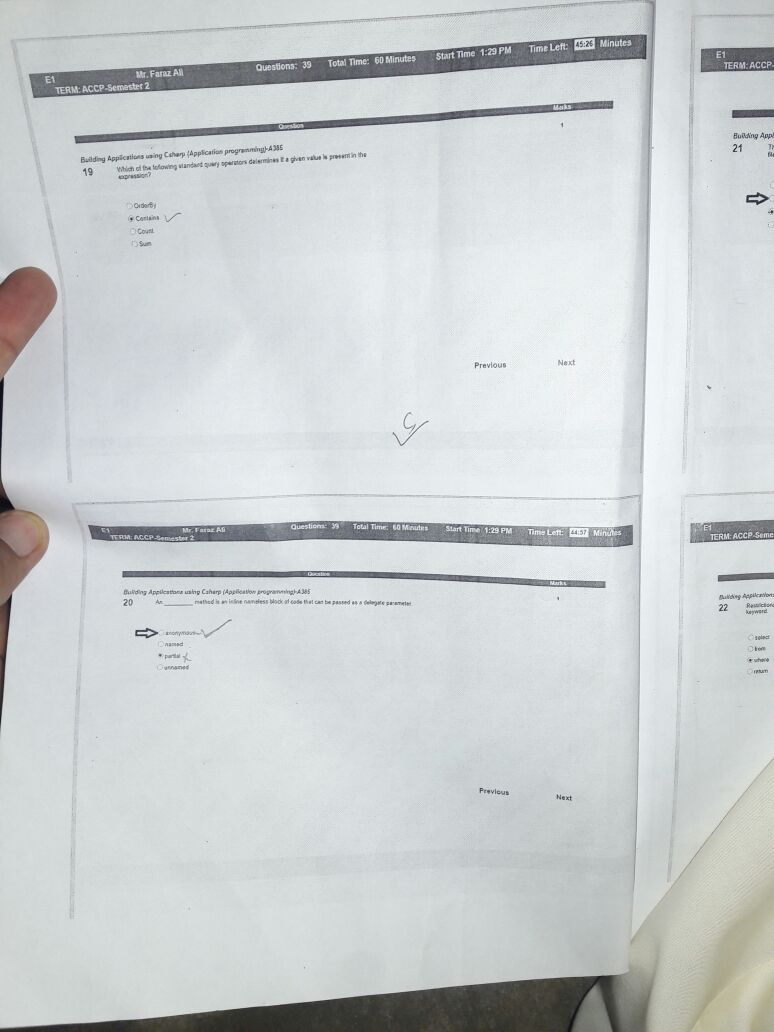 E1 Mr. Faraz Ali Questions: 39 Total Time: 60 Minutes Start Time 1:29 PM Time Left: 45:26 Minutes
TERM: ACCP-Semester 2
Question Marks
Building Applications using Csharp (Application programming)-A385 1
19 Which of the following standard query operators determines if a given value is present in the
expression?
OrderBy
Contains
Count
Sum
Previous Next
E1 Mr. Faraz Ali Questions: 39 Total Time: 60 Minutes Start Time 1:29 PM Time Left: 44:57 Minutes
TERM: ACCP-Semester 2
Question Marks
Building Applications using Csharp (Application programming)-A385 1
20 An ________ method is an inline nameless block of code that can be passed as a delegate parameter.
anonymous
named
partial
unnamed
Previous Next
E1
TERM: ACCP-
Building Appl
21
E1
TERM: ACCP-Seme
Building Application
22 Restriction
keyword.
select
from
where
return